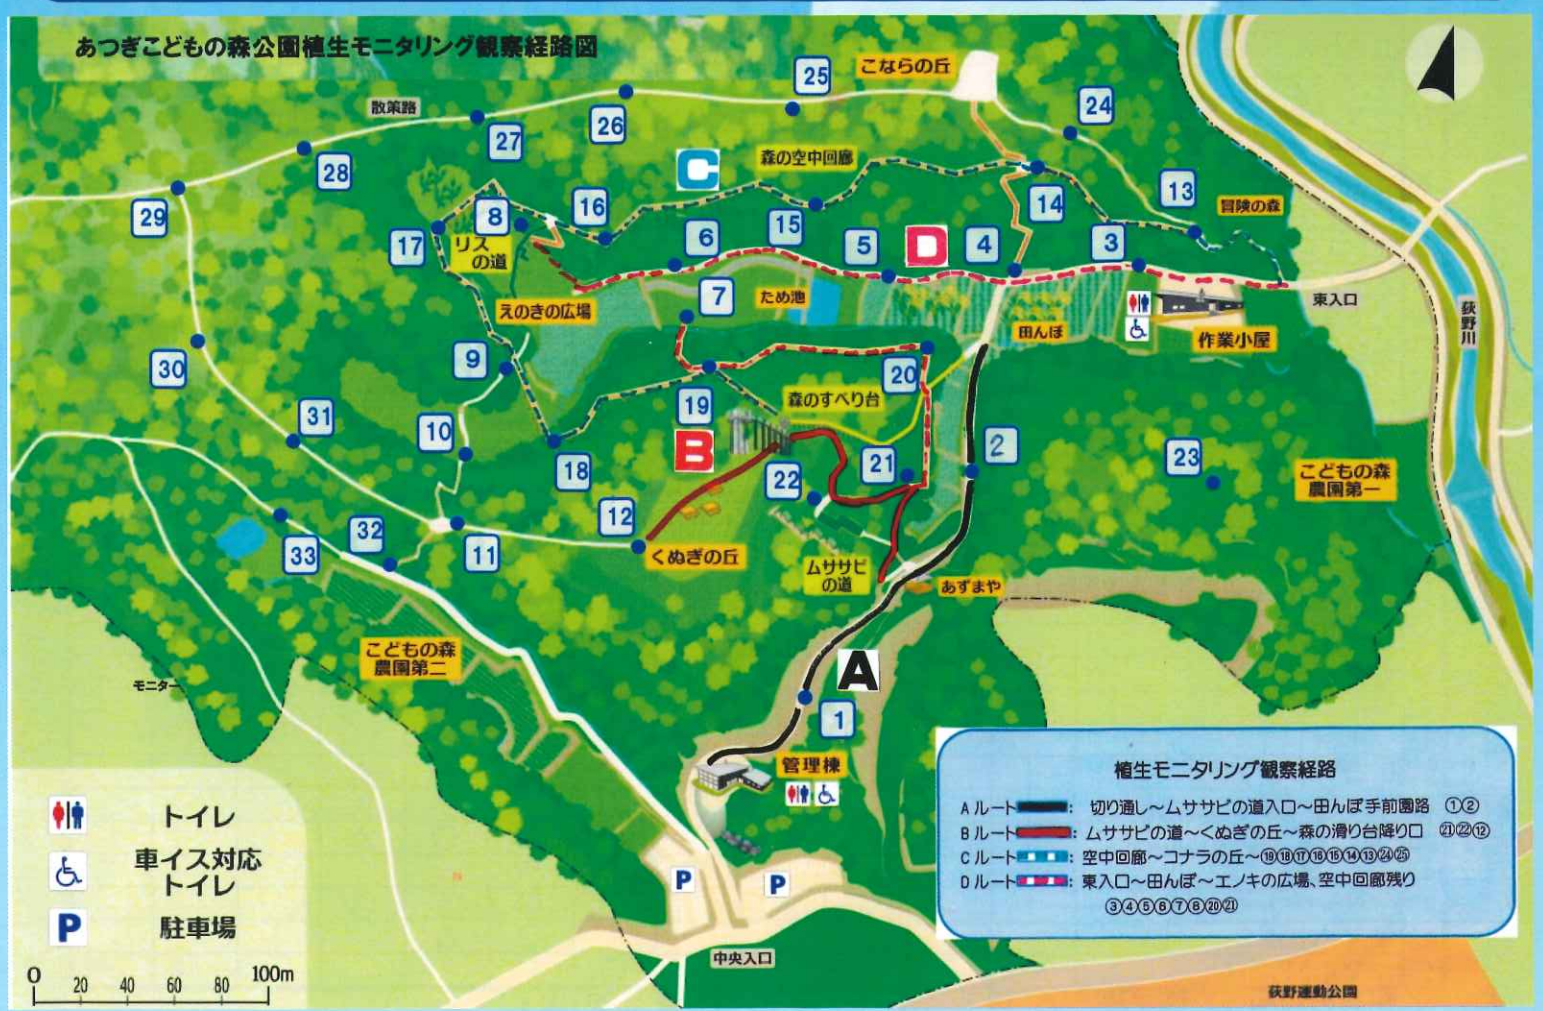 あつぎこどもの森公園植生モニタリング観察経路図
25
こならの丘
24
散策路
26
27
28
C
森の空中回廊
13
冒険の森
29
17
8
16
15
14
リス
の道
6
5
D
4
3
7
ため池
えのきの広場
田んぼ
作業小屋
東入口
荻野川
30
9
31
10
19
森のすべり台
20
B
18
22
21
2
23
こどもの森
農園第一
12
くぬぎの丘
33
32
11
ムササビ
の道
あずまや
こどもの森
農園第二
モニター
A
1
管理棟
植生モニタリング観察経路
Aルート : 切り通し～ムササビの道入口～田んぼ手前園路 ①②
Bルート : ムササビの道～くぬぎの丘～森の滑り台降り口 ㉑㉒⑫
Cルート : 空中回廊～コナラの丘～⑲⑱⑰⑯⑮⑭⑬㉔㉕
Dルート : 東入口～田んぼ～エノキの広場、空中回廊残り
③④⑤⑥⑦⑧⑳㉑
トイレ
車イス対応
トイレ
P 駐車場
P
P
中央入口
荻野運動公園
0 20 40 60 80 100m